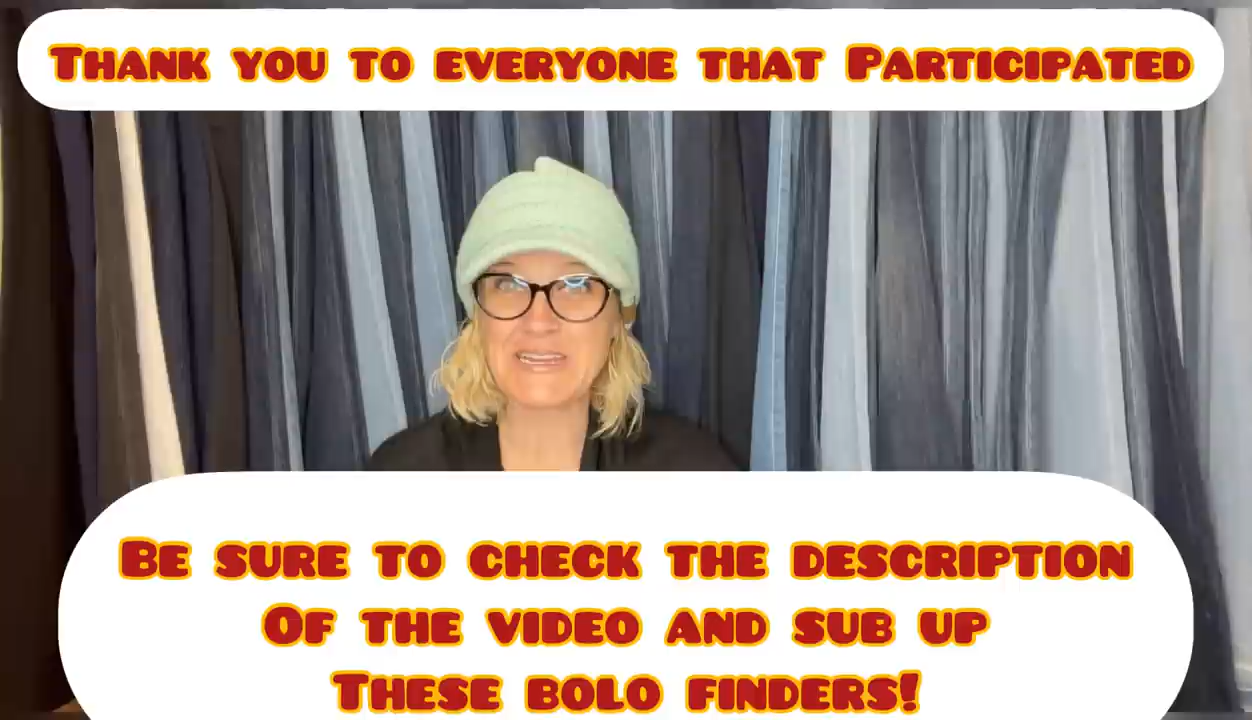 Thank you to everyone that Participated
Be sure to check the description
Of the video and sub up
These bolo finders!